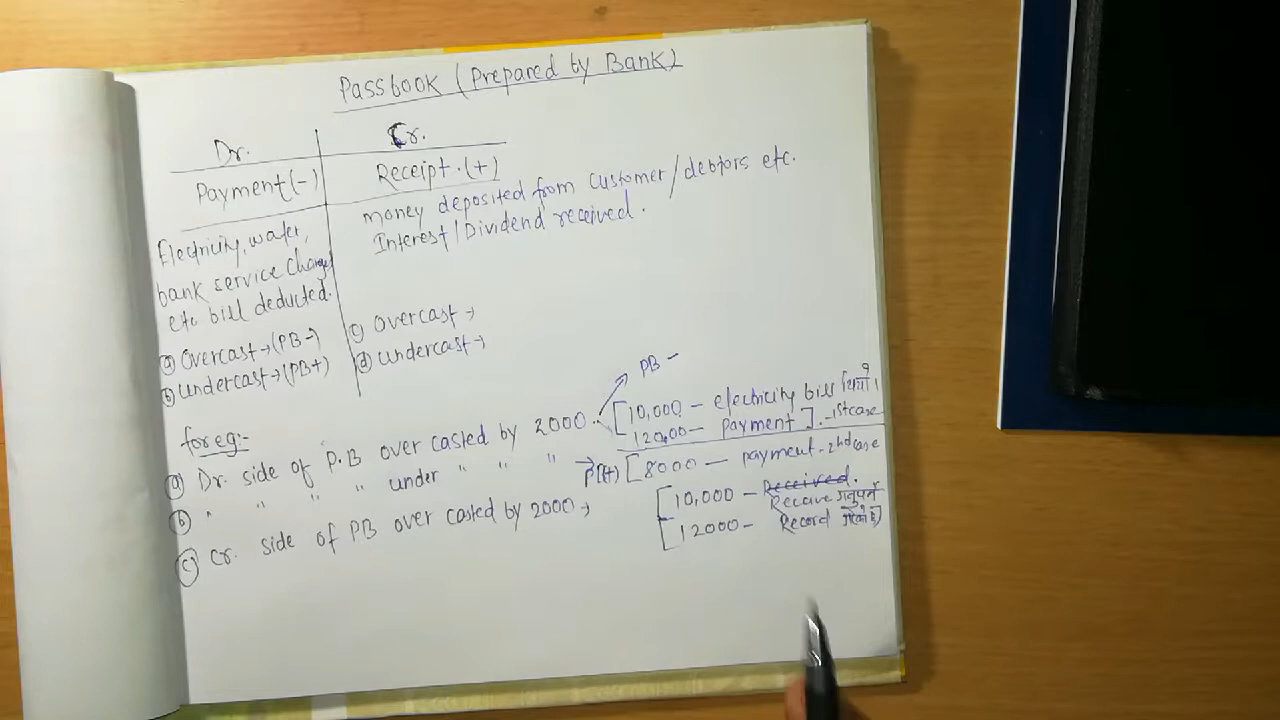 Passbook (Prepared by Bank)
Dr.
Cr.
Payment(-)
Receipt.(+)
money deposited from customer/debtors etc.
Interest/Dividend received.
Electricity, water,
bank service charge
etc bill deducted.
(a) Overcast→(PB-)
(b) Undercast→(PB+)
(c) Overcast→
(d) Undercast→
for eg:-
(a) Dr. side of P.B over casted by 2000.
PB -
[10,000 - electricity bill
12000 - payment]. -1st case
(b) " " " " under " " "
P(+) [8000 - payment - 2nd case
(c) Cr. side of PB over casted by 2000→
[10,000 - Received.
Receive गर्नुपर्ने
12000 - Record गरेको